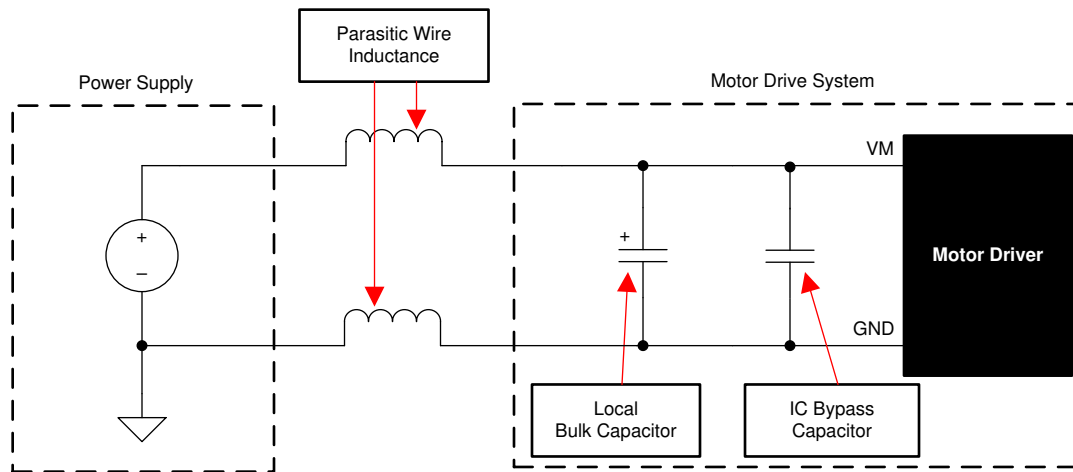 Parasitic Wire
Inductance
Power Supply
Motor Drive System
VM
+
–
+
Motor Driver
GND
Local
Bulk Capacitor
IC Bypass
Capacitor